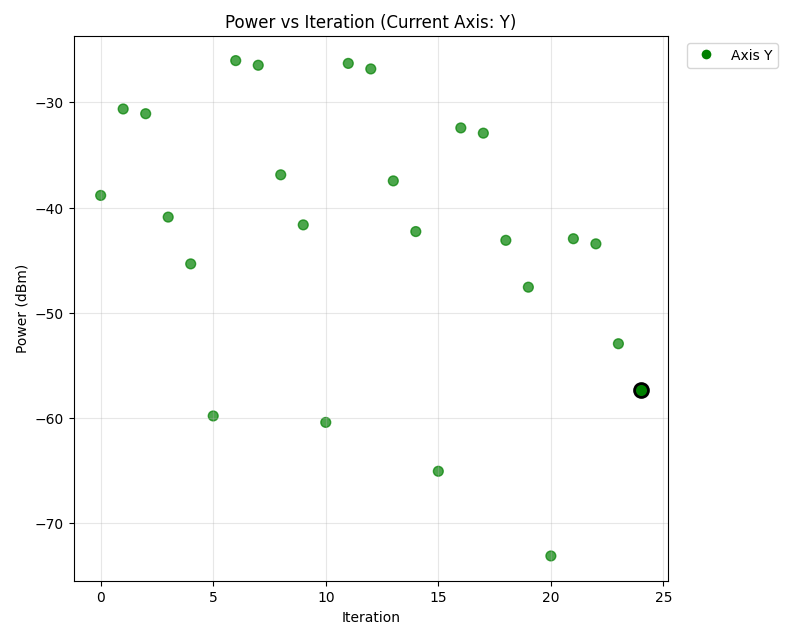 Power vs Iteration (Current Axis: Y)
Axis Y
Power (dBm)
−30
−40
−50
−60
−70
0 5 10 15 20 25
Iteration